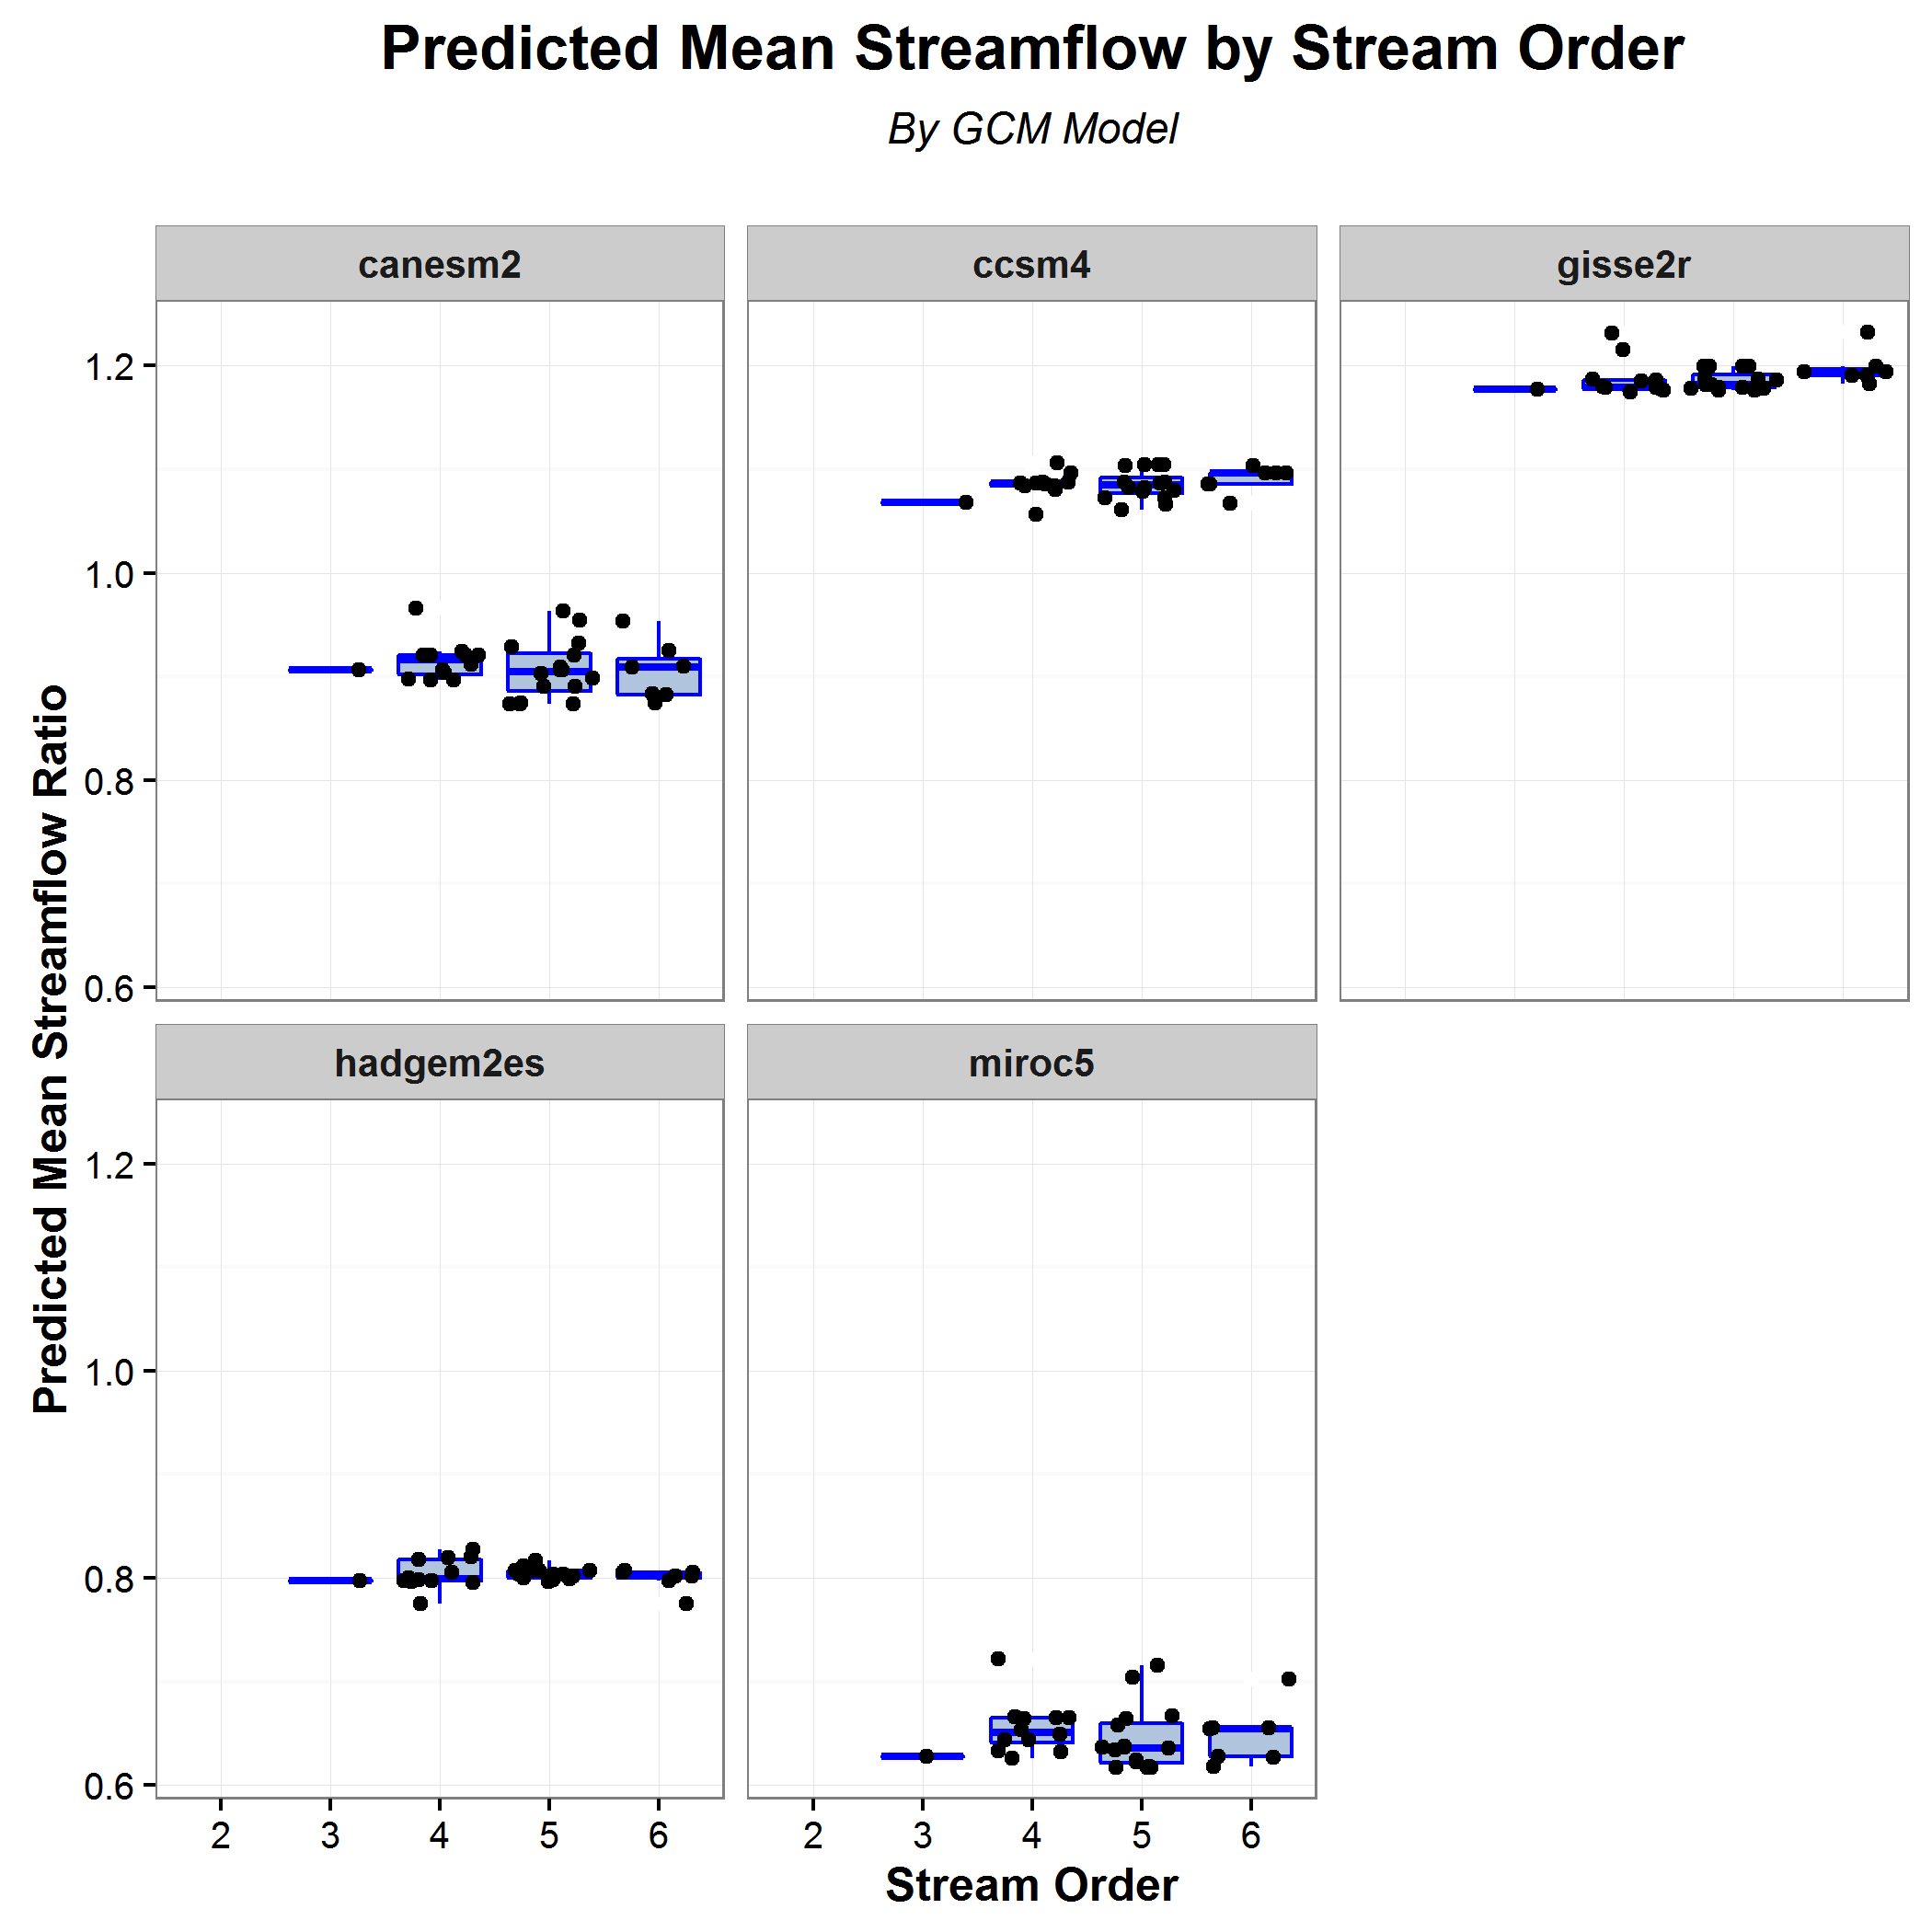 Predicted Mean Streamflow by Stream Order
By GCM Model
canesm2
ccsm4
gisse2r
1.2
1.0
0.8
0.6
Predicted Mean Streamflow Ratio
hadgem2es
miroc5
1.2
1.0
0.8
0.6
2 3 4 5 6
2 3 4 5 6
Stream Order